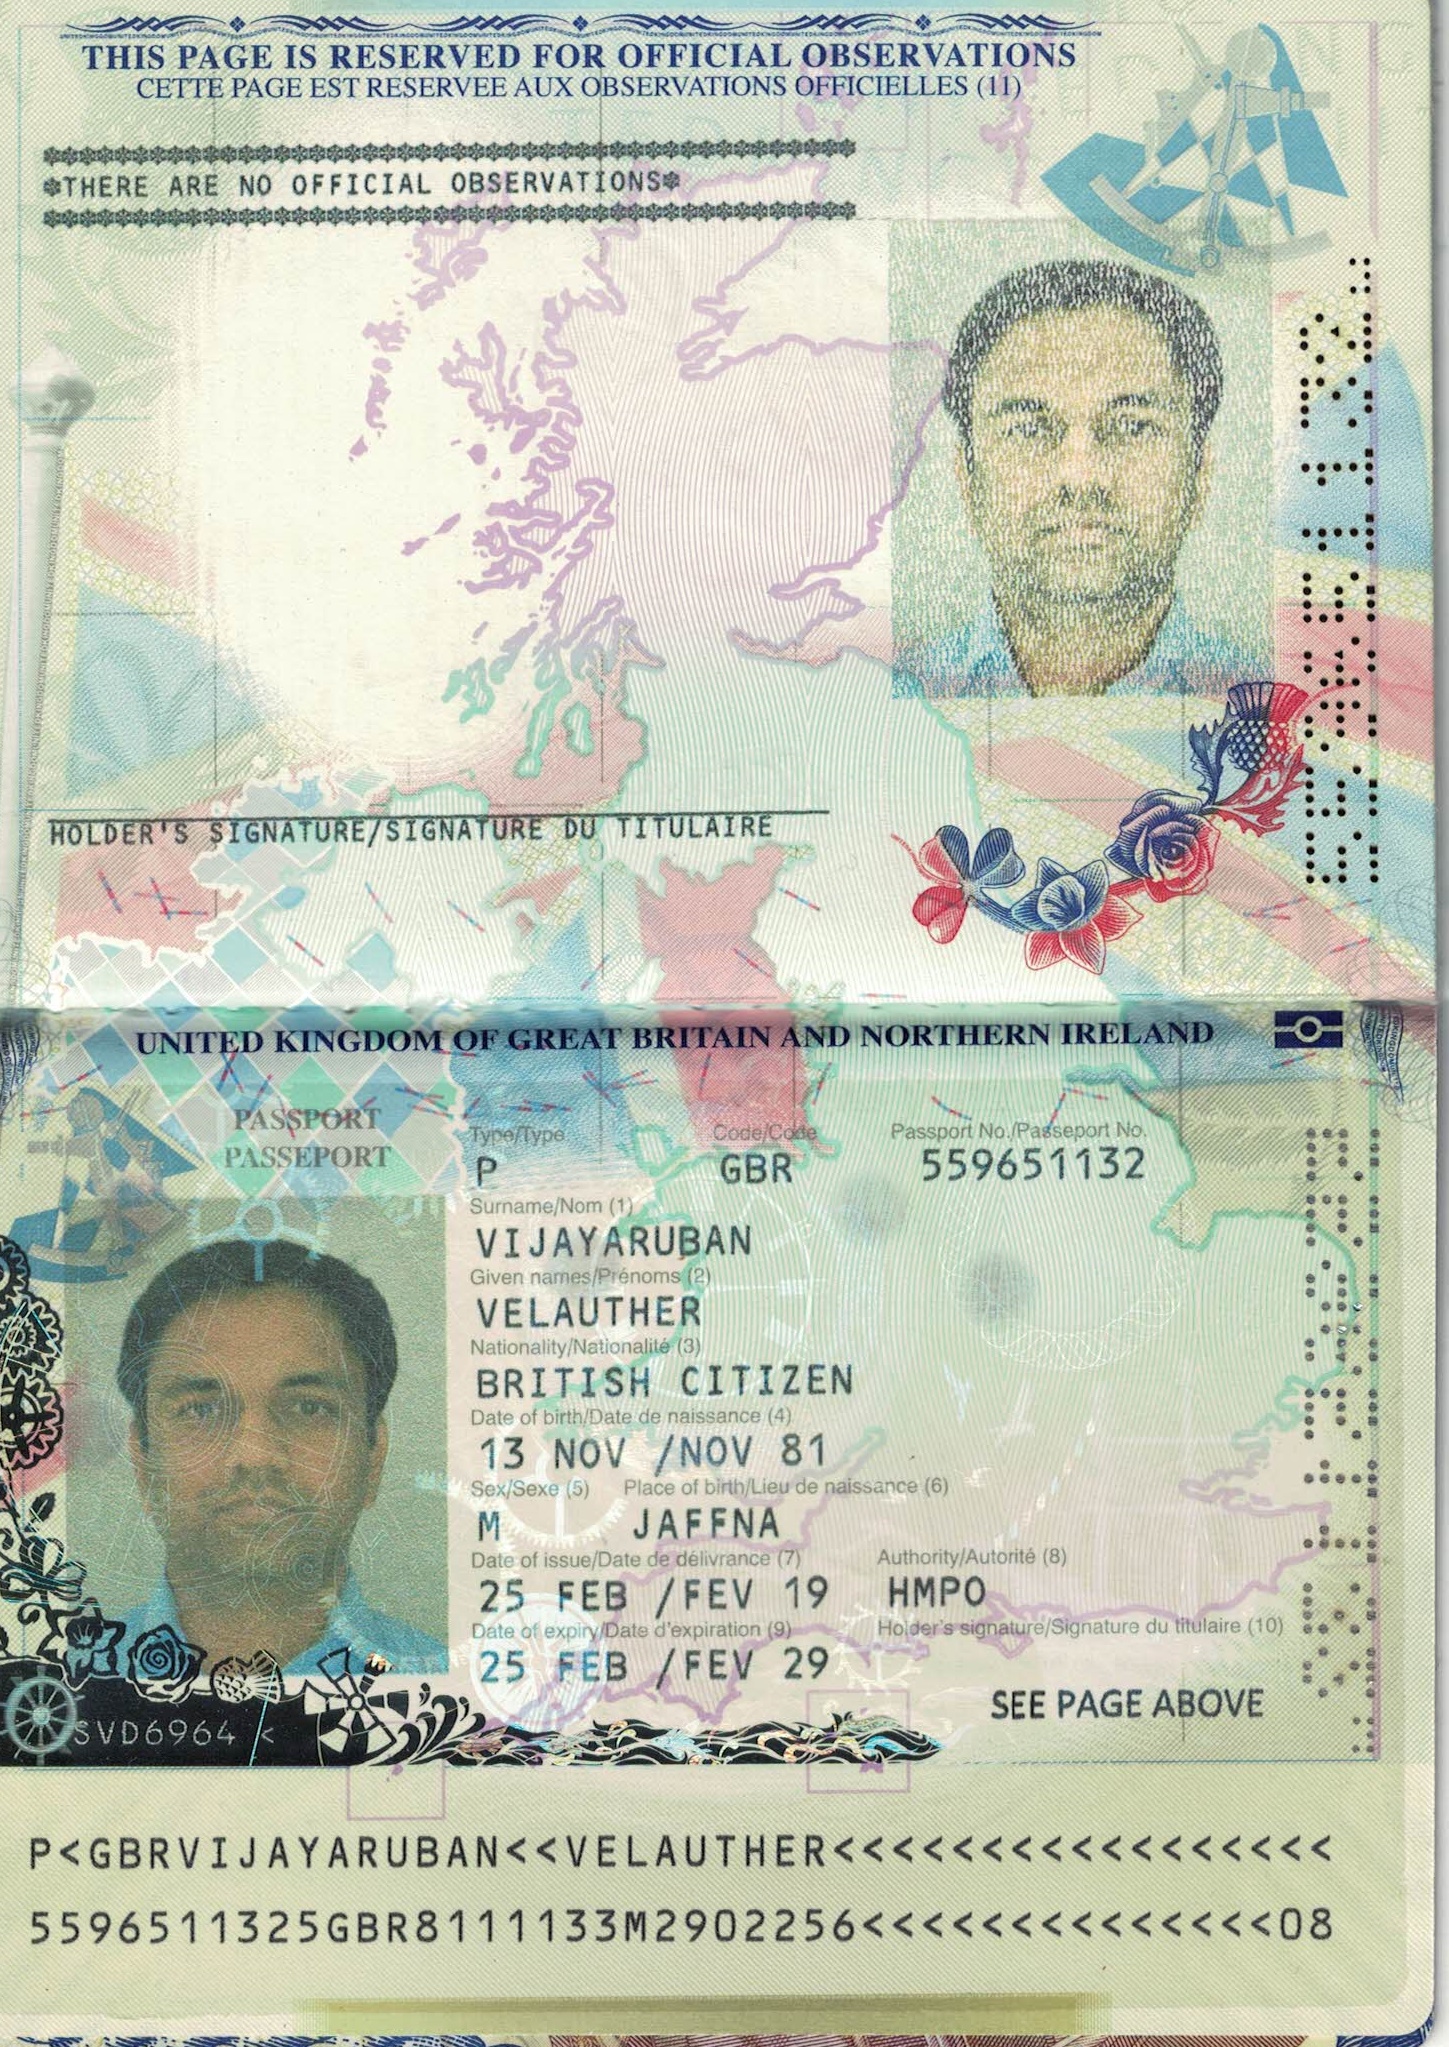 THIS PAGE IS RESERVED FOR OFFICIAL OBSERVATIONS
CETTE PAGE EST RESERVEE AUX OBSERVATIONS OFFICIELLES (11)
*THERE ARE NO OFFICIAL OBSERVATIONS*
HOLDER'S SIGNATURE/SIGNATURE DU TITULAIRE
UNITED KINGDOM OF GREAT BRITAIN AND NORTHERN IRELAND
PASSPORT
PASSEPORT
Type/Type Code/Code Passport No./Passeport No.
P GBR 559651132
Surname/Nom (1)
VIJAYARUBAN
Given names/Prénoms (2)
VELAUTHER
Nationality/Nationalité (3)
BRITISH CITIZEN
Date of birth/Date de naissance (4)
13 NOV /NOV 81
Sex/Sexe (5) Place of birth/Lieu de naissance (6)
M JAFFNA
Date of issue/Date de délivrance (7) Authority/Autorité (8)
25 FEB /FEV 19 HMPO
Date of expiry/Date d'expiration (9) Holder's signature/Signature du titulaire (10)
25 FEB /FEV 29
SEE PAGE ABOVE
SVD6964 <
P<GBRVIJAYARUBAN<<VELAUTHER<<<<<<<<<<<<<<<<<
5596511325GBR8111133M2902256<<<<<<<<<<<<<<08